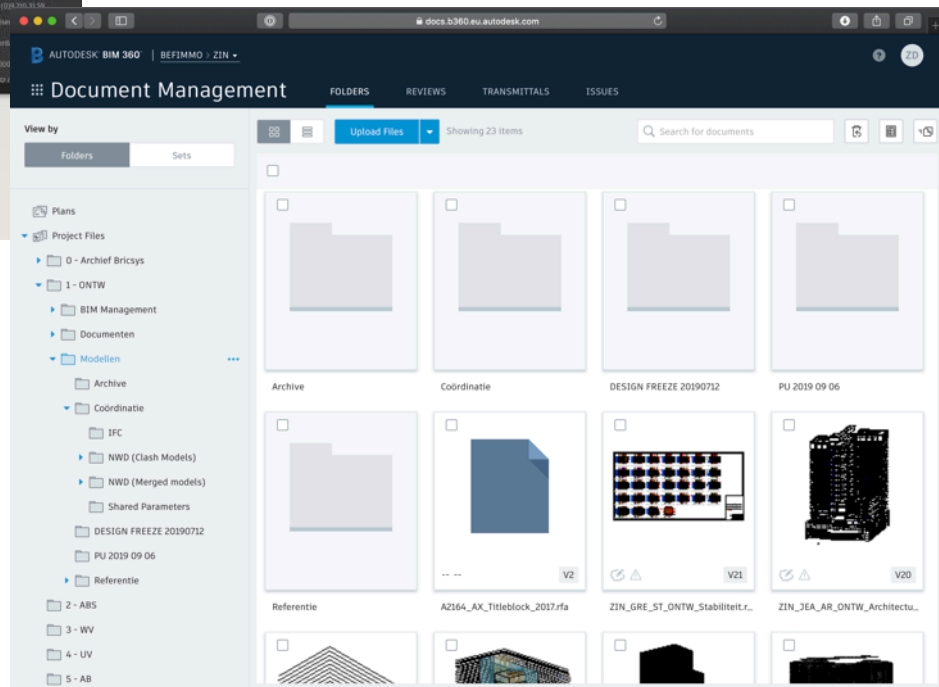 docs.b360.eu.autodesk.com
AUTODESK® BIM 360™ | BEFIMMO > ZIN
ZD
Document Management
FOLDERS REVIEWS TRANSMITTALS ISSUES
View by
Folders Sets
Upload Files
Showing 23 items
Search for documents
Plans
Project Files
0 - Archief Bricsys
1 - ONTW
BIM Management
Documenten
Modellen
Archive
Coördinatie
IFC
NWD (Clash Models)
NWD (Merged models)
Shared Parameters
DESIGN FREEZE 20190712
PU 2019 09 06
Referentie
2 - ABS
3 - WV
4 - UV
5 - AB
Archive
Coördinatie
DESIGN FREEZE 20190712
PU 2019 09 06
-- -- V2
V21
V20
Referentie
A2164_AX_Titleblock_2017.rfa
ZIN_GRE_ST_ONTW_Stabiliteit.r...
ZIN_JEA_AR_ONTW_Architectu...